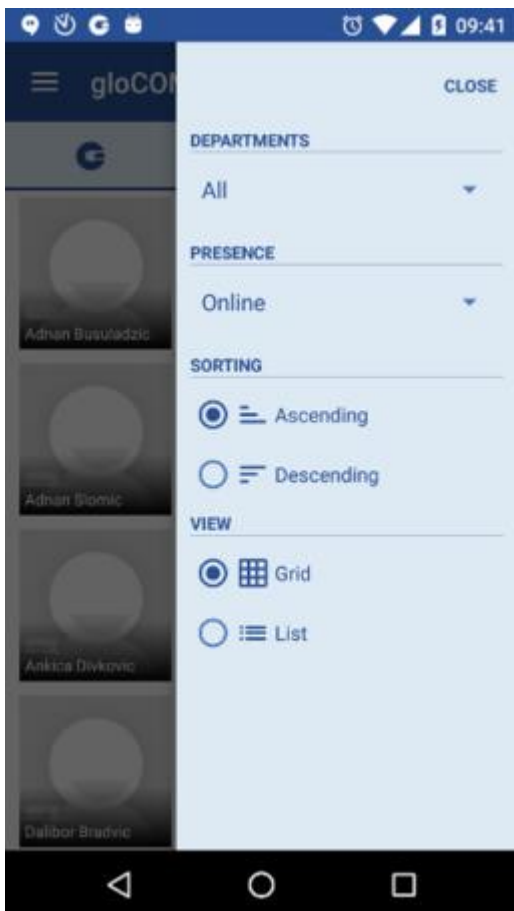 09:41
gloCOM
CLOSE
DEPARTMENTS
All
PRESENCE
Online
Adnan Busuladzic
SORTING
Ascending
Descending
Adnan Slomic
VIEW
Grid
List
Ankica Divkovic
Dalibor Bradvic